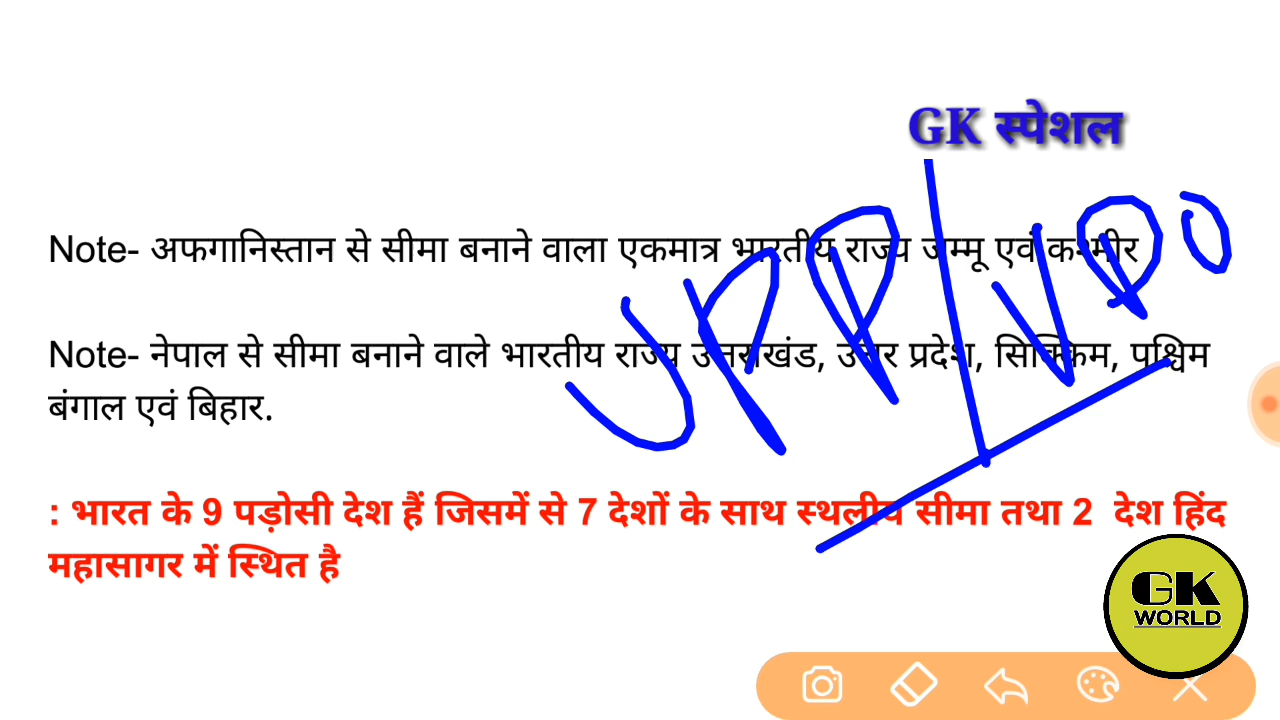 GK स्पेशल
Note- अफगानिस्तान से सीमा बनाने वाला एकमात्र भारतीय राज्य जम्मू एवं कश्मीर
UPP/VDO
Note- नेपाल से सीमा बनाने वाले भारतीय राज्य उत्तराखंड, उत्तर प्रदेश, सिक्किम, पश्चिम
बंगाल एवं बिहार.
: भारत के 9 पड़ोसी देश हैं जिसमें से 7 देशों के साथ स्थलीय सीमा तथा 2 देश हिंद
महासागर में स्थित है
GK
WORLD